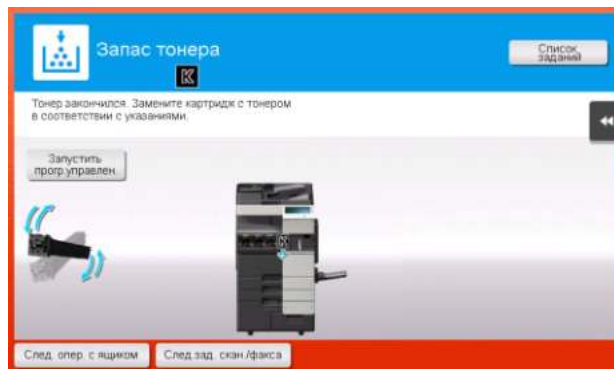 Запас тонера
Список
заданий
K
Тонер закончился. Замените картридж с тонером
в соответствии с указаниями.
Запустить
прогр.управлен.
K
След. опер. с ящиком
След.зад. скан./факса